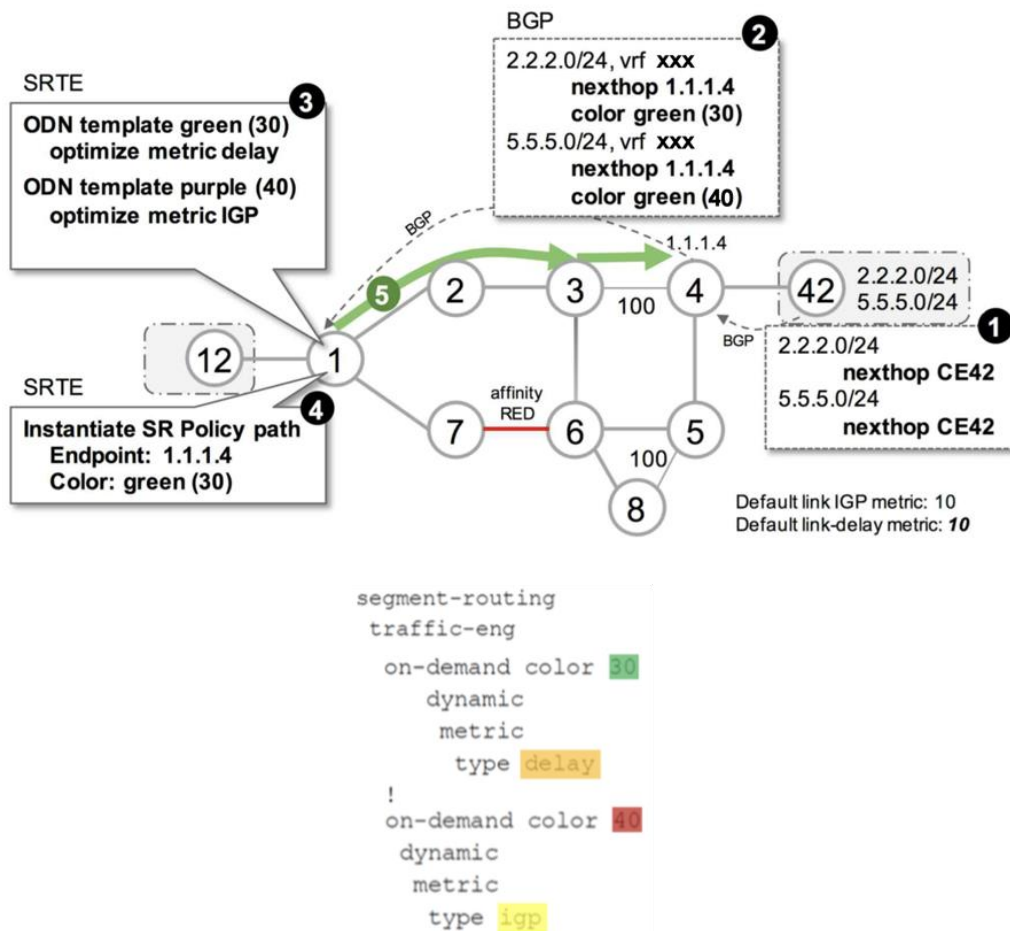 BGP
2
2.2.2.0/24, vrf xxx
nexthop 1.1.1.4
color green (30)
5.5.5.0/24, vrf xxx
nexthop 1.1.1.4
color green (40)
SRTE
3
ODN template green (30)
optimize metric delay
ODN template purple (40)
optimize metric IGP
BGP
1.1.1.4
5
2
3
100
4
42
2.2.2.0/24
5.5.5.0/24
BGP
1
2.2.2.0/24
nexthop CE42
5.5.5.0/24
nexthop CE42
12
1
SRTE
4
Instantiate SR Policy path
Endpoint: 1.1.1.4
Color: green (30)
affinity
RED
7
6
5
100
8
Default link IGP metric: 10
Default link-delay metric: 10
segment-routing
traffic-eng
on-demand color 30
dynamic
metric
type delay
!
on-demand color 40
dynamic
metric
type igp